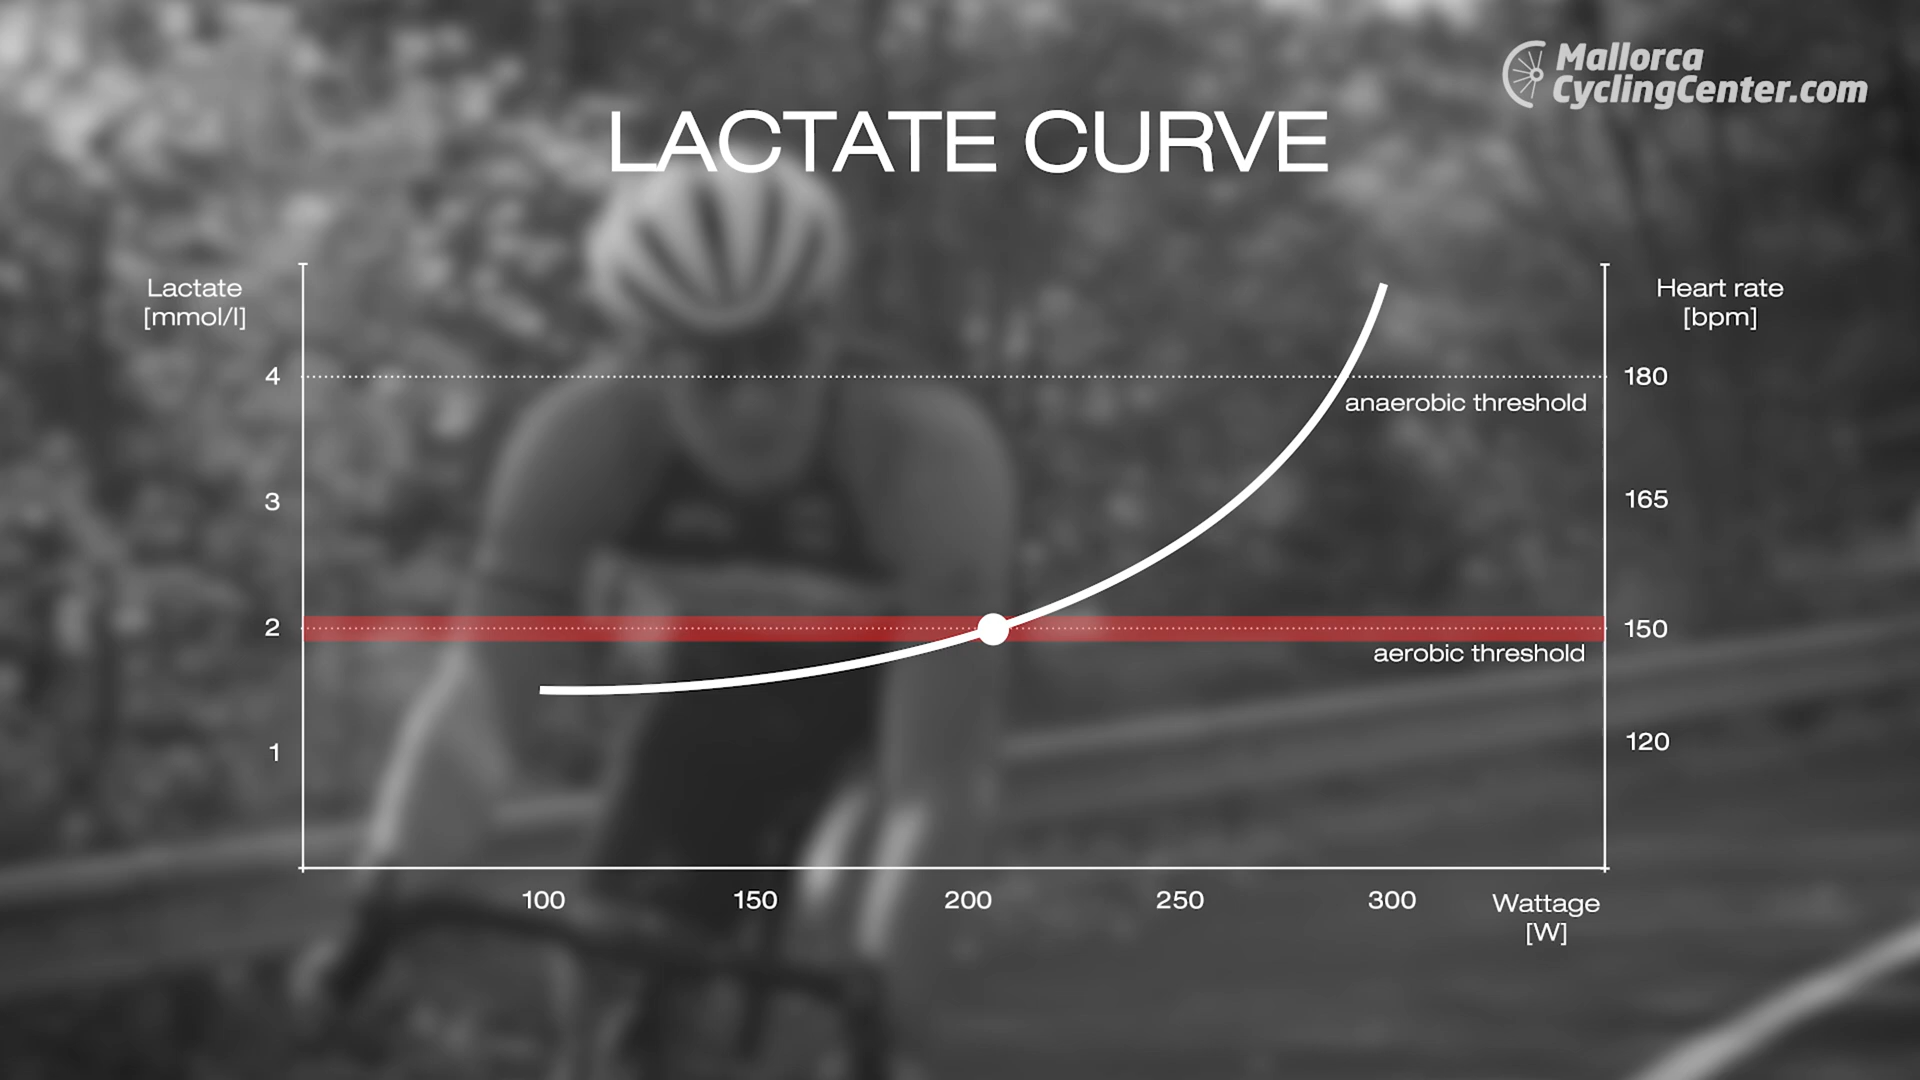 Mallorca
CyclingCenter.com
LACTATE CURVE
Lactate
[mmol/l]
Heart rate
[bpm]
4
180
anaerobic threshold
3
165
2
150
aerobic threshold
1
120
100
150
200
250
300
Wattage
[W]